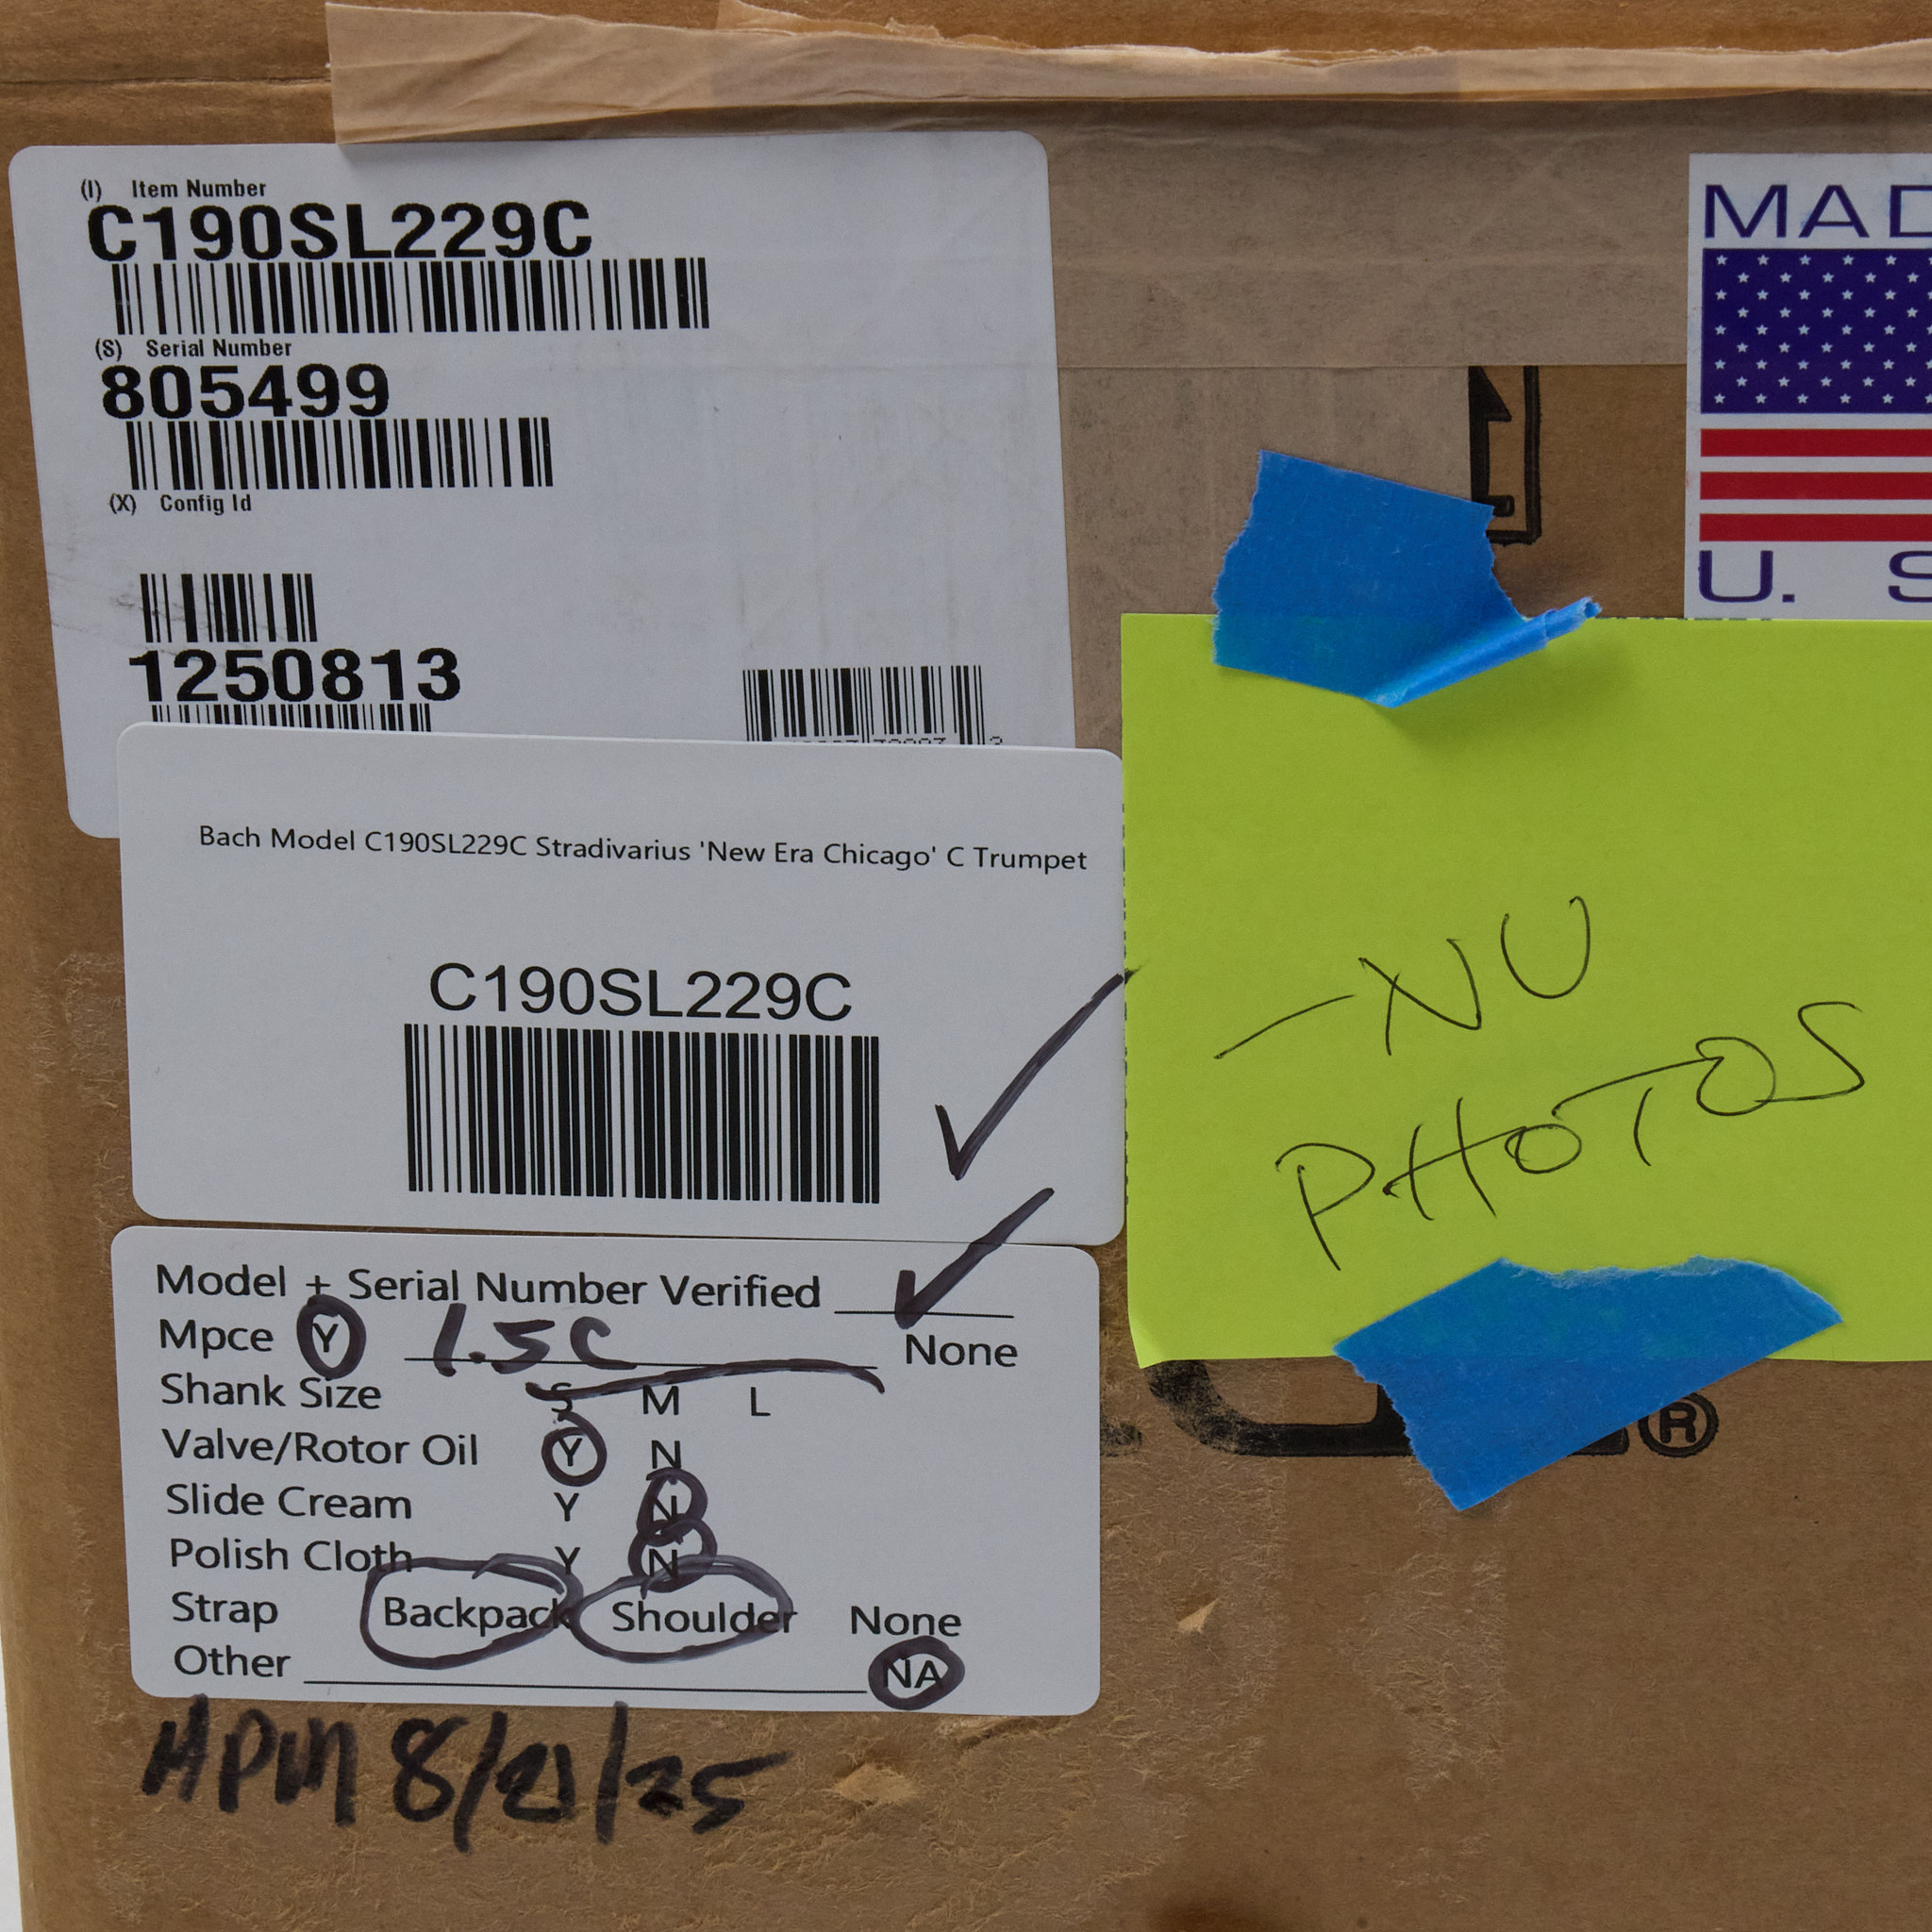 (I) Item Number
C190SL229C
(S) Serial Number
805499
(X) Config Id
1250813
Bach Model C190SL229C Stradivarius 'New Era Chicago' C Trumpet
C190SL229C
Model + Serial Number Verified
Mpce Y 1.5C None
Shank Size S M L
Valve/Rotor Oil Y N
Slide Cream Y N
Polish Cloth Y N
Strap Backpack Shoulder None
Other NA
MPM 8/21/25
MAD
U. S
-NO
PHOTOS
®